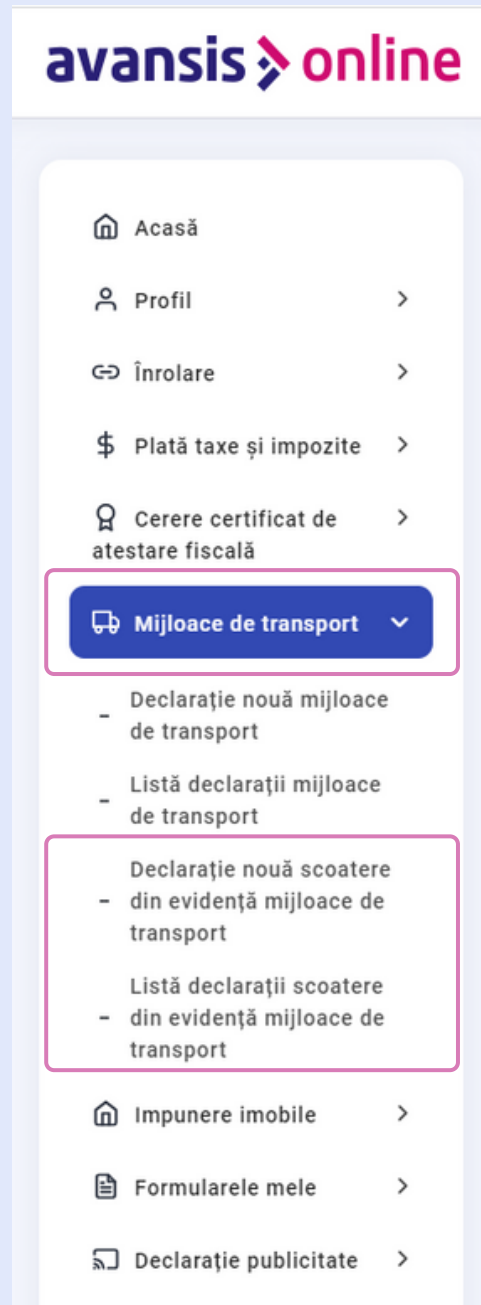 avansis online
Acasă
Profil
Înrolare
Plată taxe și impozite
Cerere certificat de
atestare fiscală
Mijloace de transport
- Declarație nouă mijloace
de transport
- Listă declarații mijloace
de transport
Declarație nouă scoatere
- din evidență mijloace de
transport
Listă declarații scoatere
- din evidență mijloace de
transport
Impunere imobile
Formularele mele
Declarație publicitate